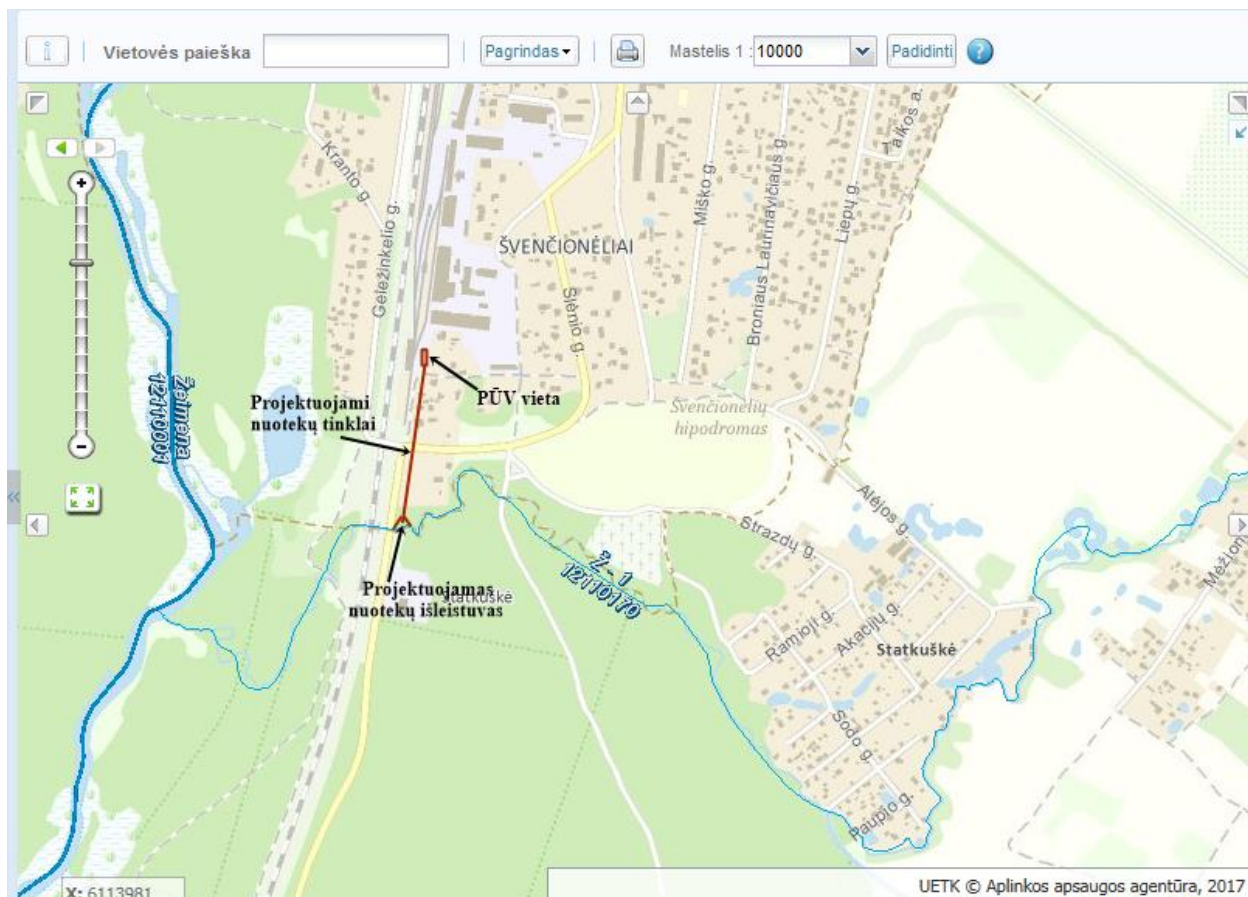 i
Vietovės paieška
Pagrindas
Mastelis 1 : 10000
Padidinti
?
Kranto g.
Geležinkelio g.
ŠVENČIONĖLIAI
Slėnio g.
Miško g.
Broniaus Laurinavičiaus g.
Liepų g.
Taikos a.
PŪV vieta
Projektuojami
nuotekų tinklai
Švenčionėlių
hipodromas
Žeimena
12110001
Alėjos g.
Strazdų g.
Ž - 1
12110170
Projektuojamas
nuotekų išleistuvas
Statkuškė
Ramioji g.
Akacijų g.
Statkuškė
Sodo g.
Paupio g.
X: 6113981
UETK © Aplinkos apsaugos agentūra, 2017